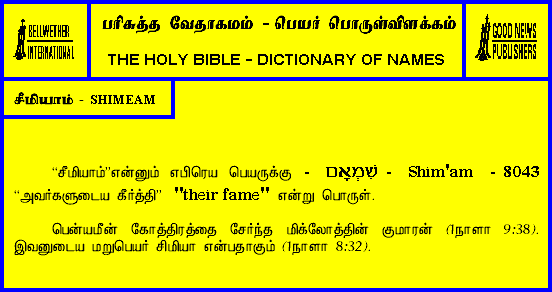 BELLWETHER
INTERNATIONAL
பரிசுத்த வேதாகமம் - பெயர் பொருள்விளக்கம்
THE HOLY BIBLE - DICTIONARY OF NAMES
GOOD NEWS
PUBLISHERS
சீமியாம் - SHIMEAM
“சீமியாம்”என்னும் எபிரெய பெயருக்கு - שִׁמְאָם - Shim'am - 8043
“அவர்களுடைய கீர்த்தி” "their fame" என்று பொருள்.
பென்யமீன் கோத்திரத்தை சேர்ந்த மிக்லோத்தின் குமாரன் (1நாளா 9:38).
இவனுடைய மறுபெயர் சிமியா என்பதாகும் (1நாளா 8:32).